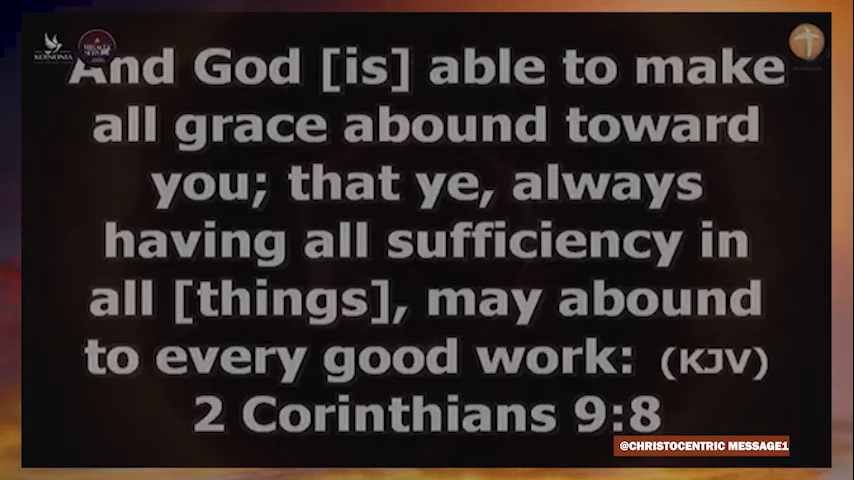 KOINONIA
And God [is] able to make
all grace abound toward
you; that ye, always
having all sufficiency in
all [things], may abound
to every good work: (KJV)
2 Corinthians 9:8
@CHRISTOCENTRIC MESSAGE1